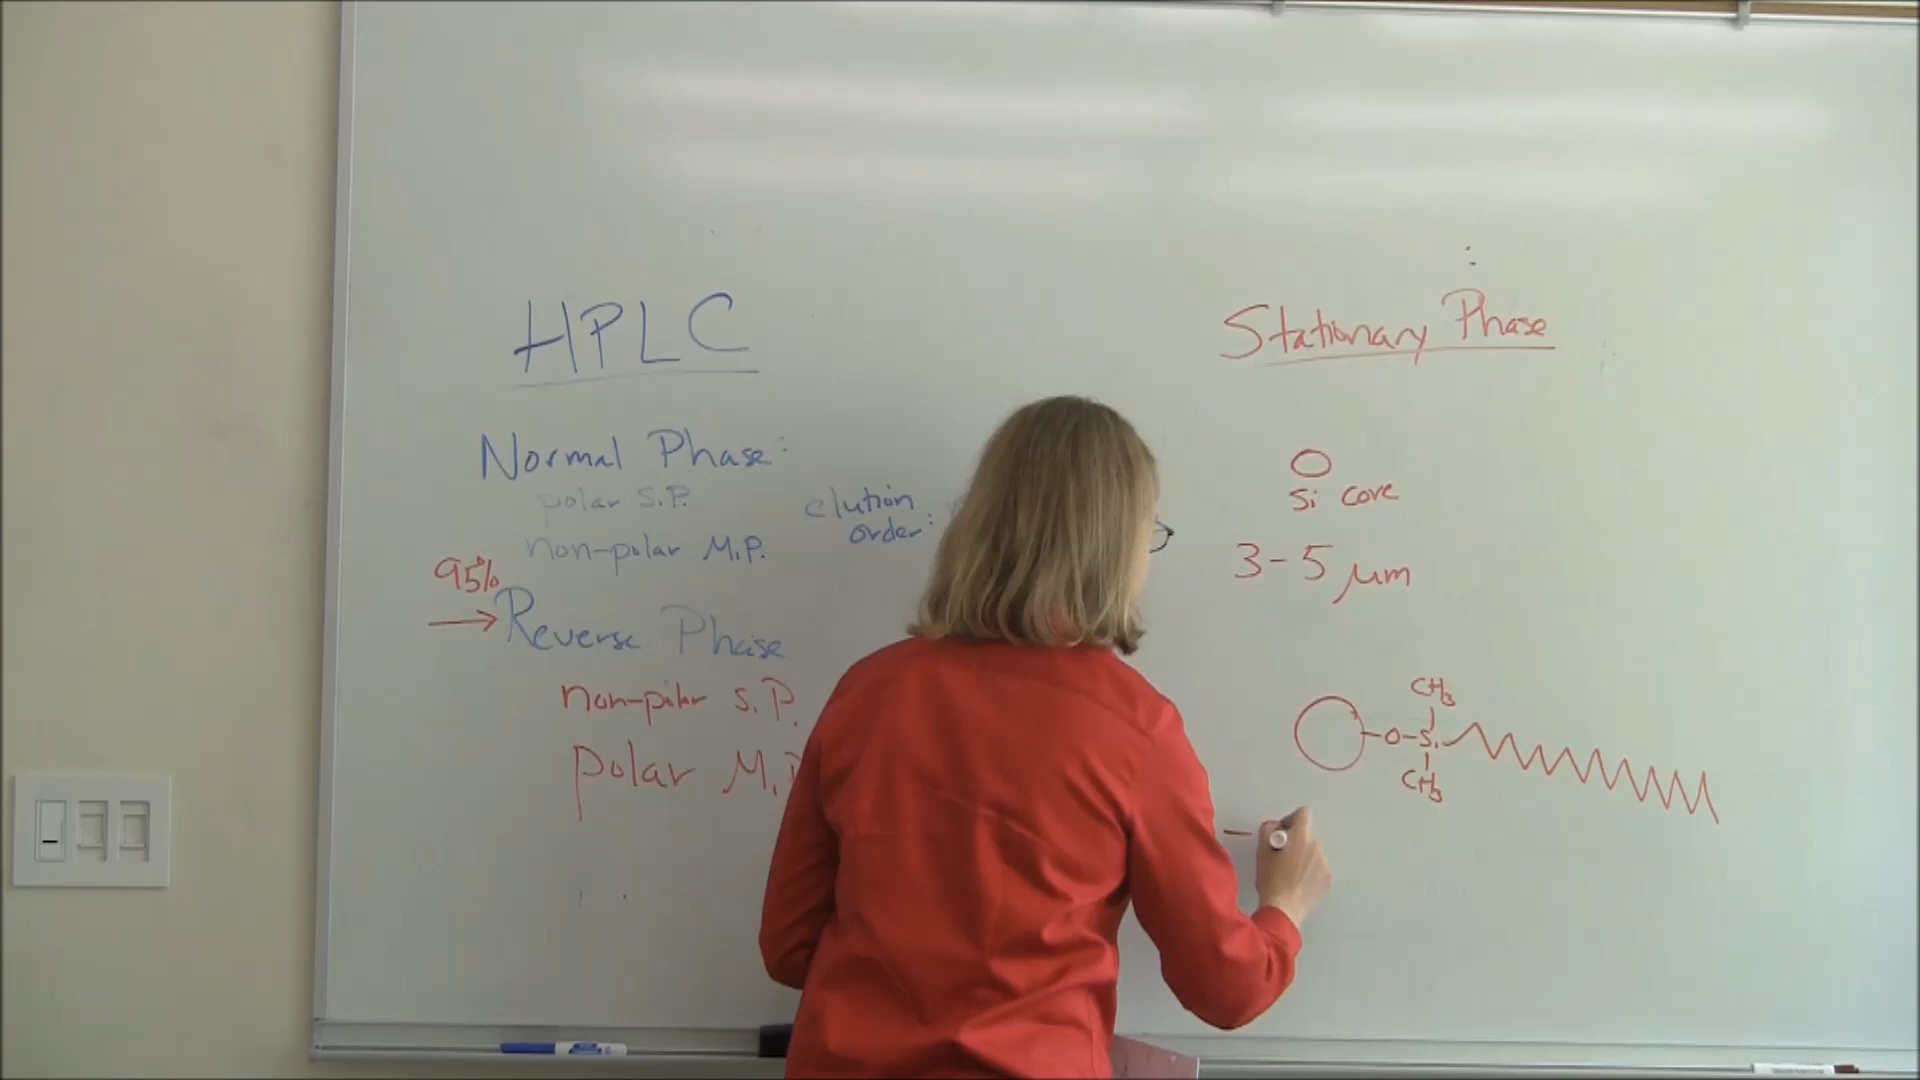 HPLC
Normal Phase:
polar S.P.
non-polar M.P.
elution
order:
95%
→ Reverse Phase
non-polar S.P.
polar M.P
Stationary Phase
Si core
3-5 μm
CH3
-O-Si
CH3